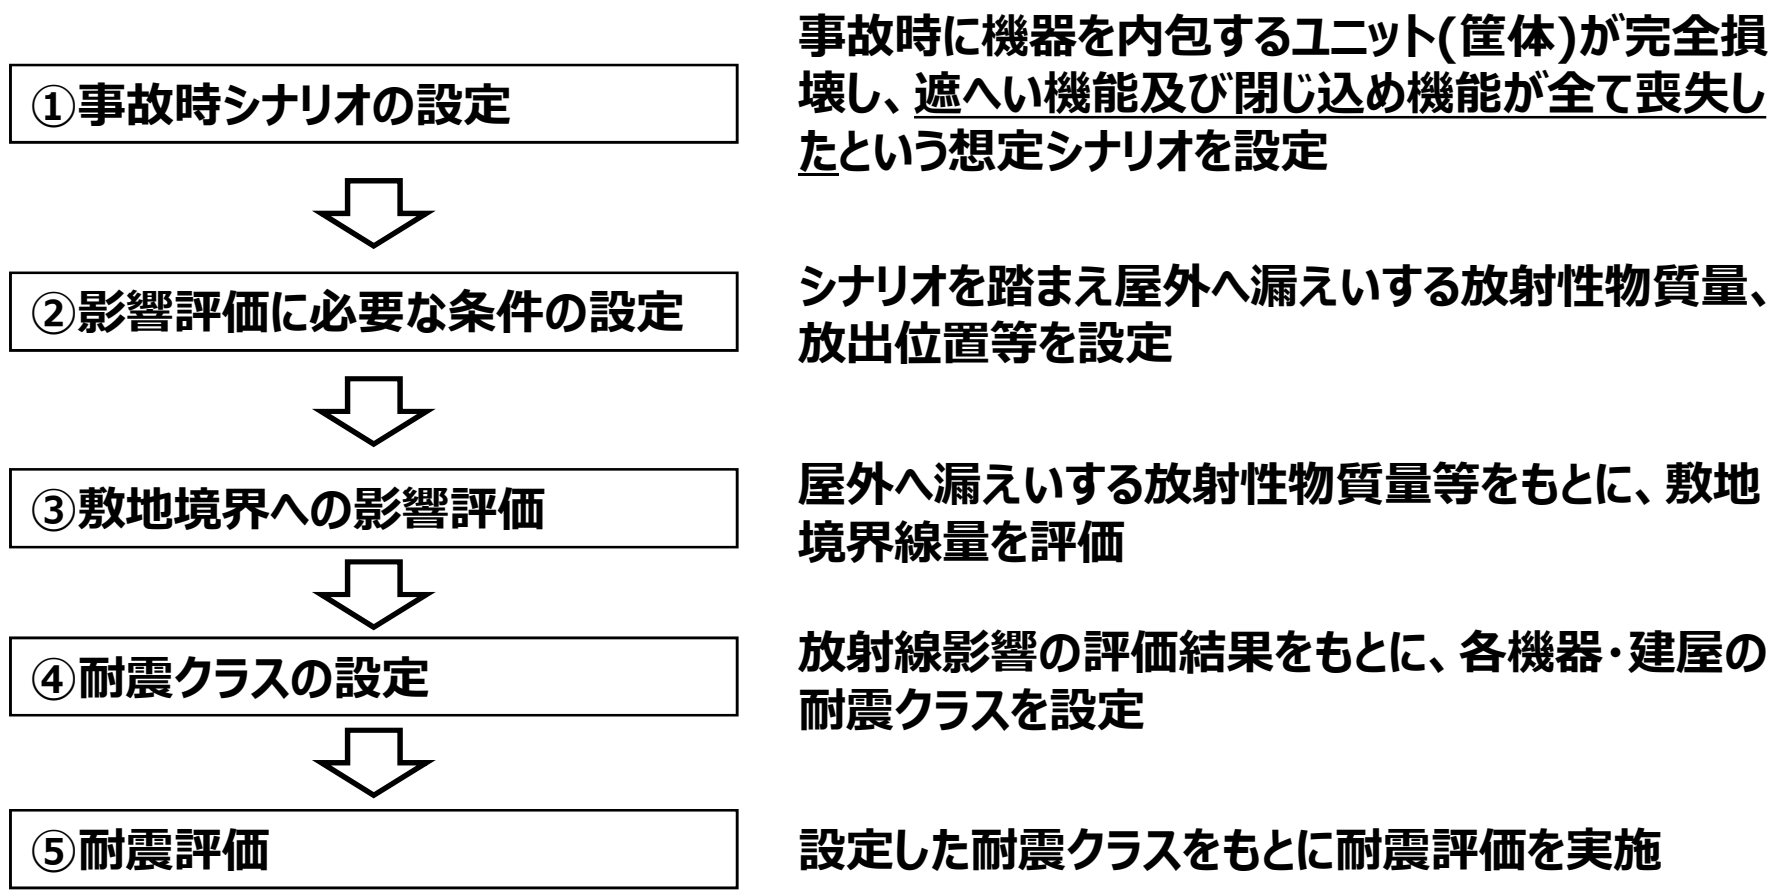 ①事故時シナリオの設定
事故時に機器を内包するユニット(筐体)が完全損
壊し、遮へい機能及び閉じ込め機能が全て喪失し
たという想定シナリオを設定
②影響評価に必要な条件の設定
シナリオを踏まえ屋外へ漏えいする放射性物質量、
放出位置等を設定
③敷地境界への影響評価
屋外へ漏えいする放射性物質量等をもとに、敷地
境界線量を評価
④耐震クラスの設定
放射線影響の評価結果をもとに、各機器・建屋の
耐震クラスを設定
⑤耐震評価
設定した耐震クラスをもとに耐震評価を実施